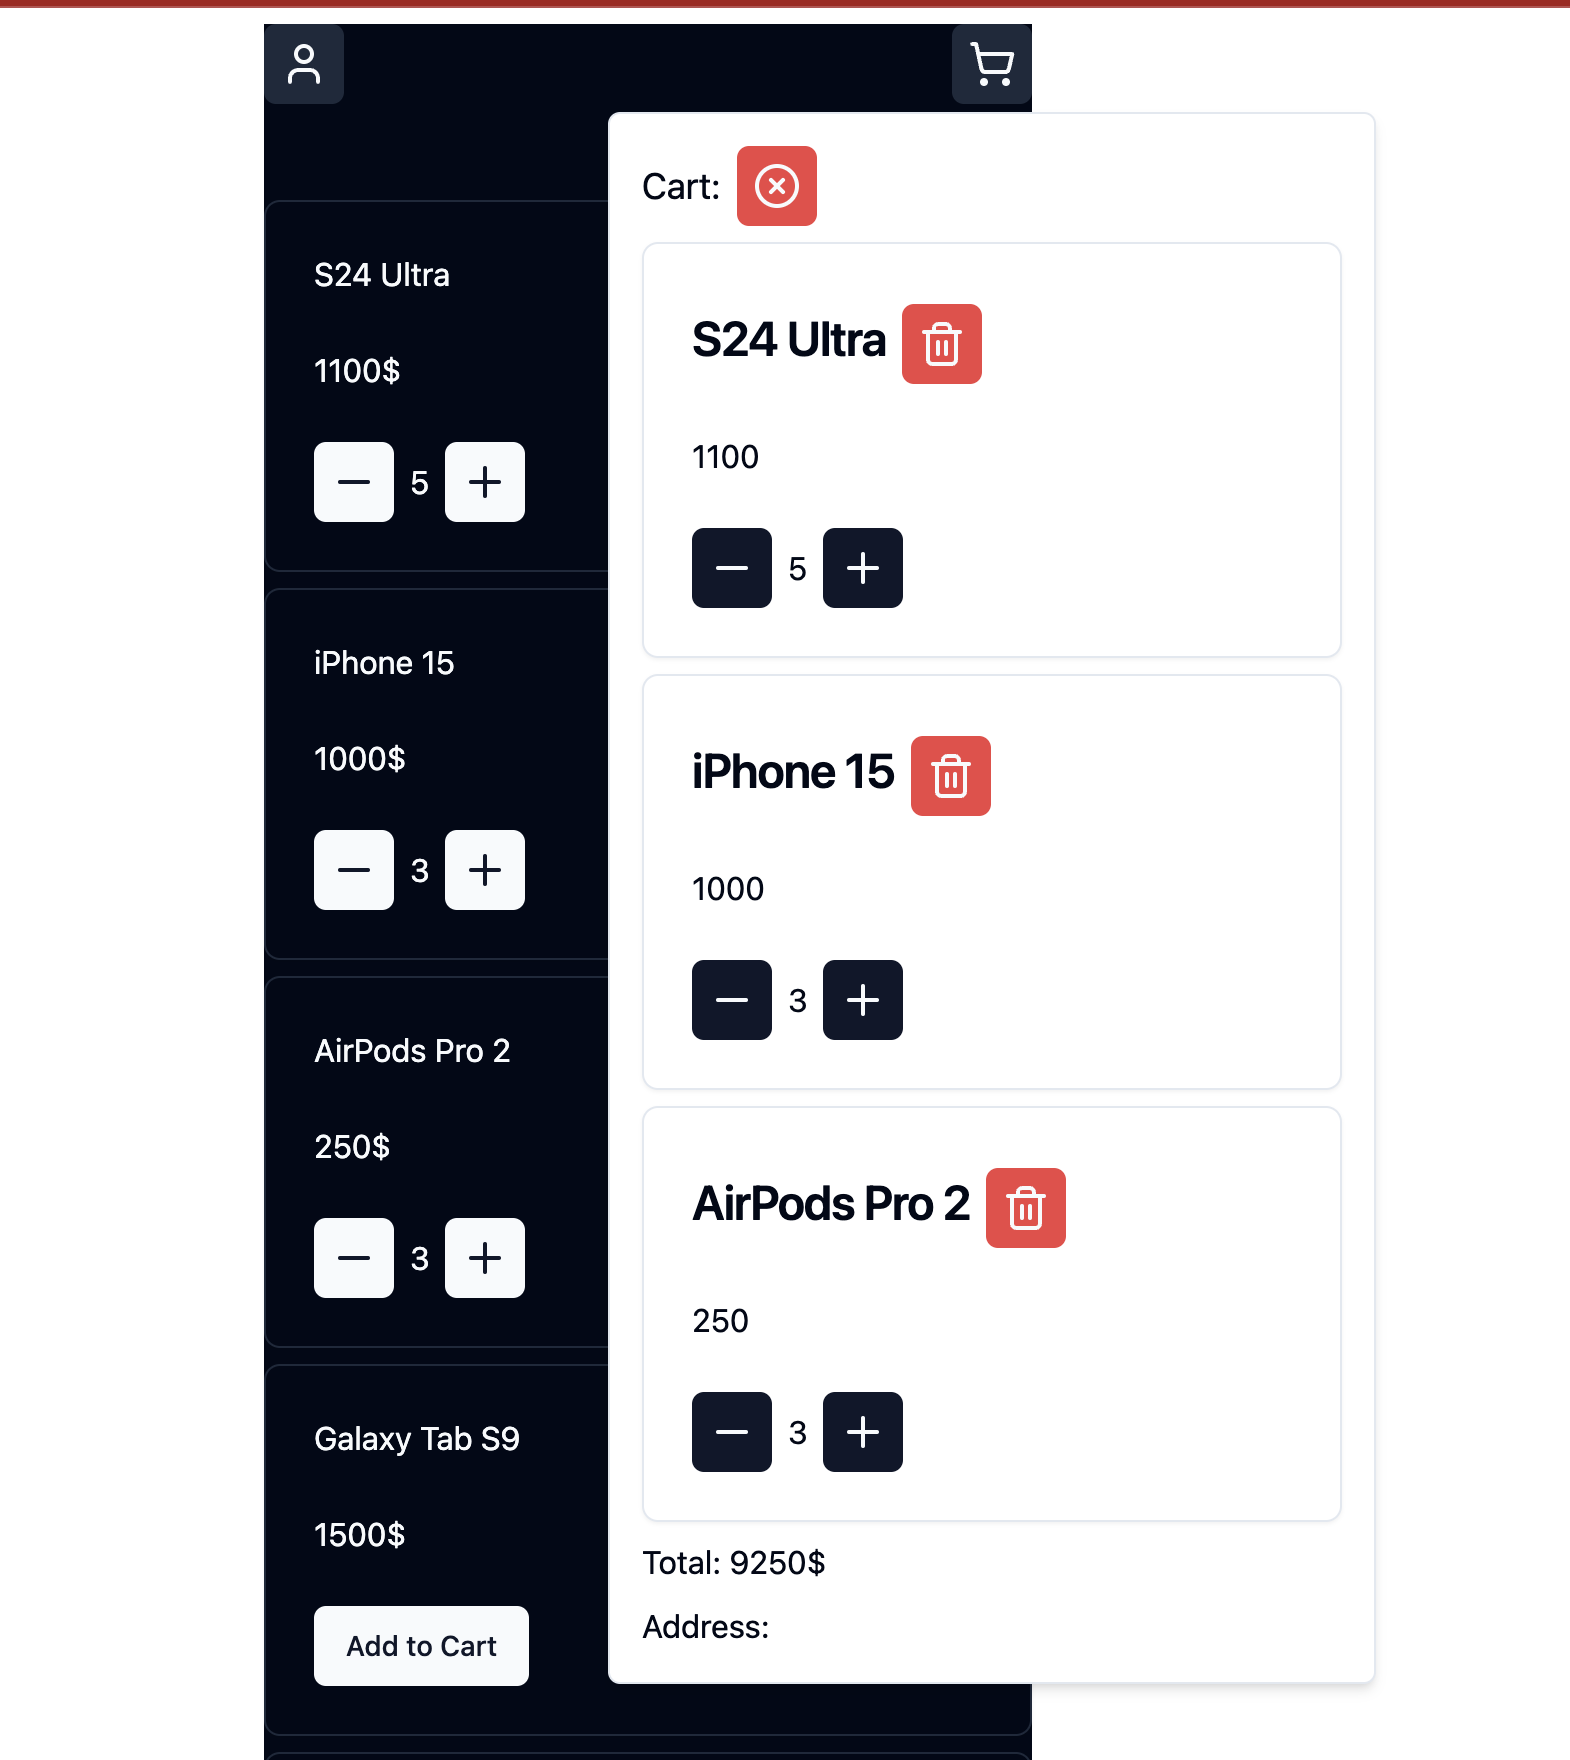 S24 Ultra
1100$
5
iPhone 15
1000$
3
AirPods Pro 2
250$
3
Galaxy Tab S9
1500$
Add to Cart
Cart:
S24 Ultra
1100
5
iPhone 15
1000
3
AirPods Pro 2
250
3
Total: 9250$
Address: